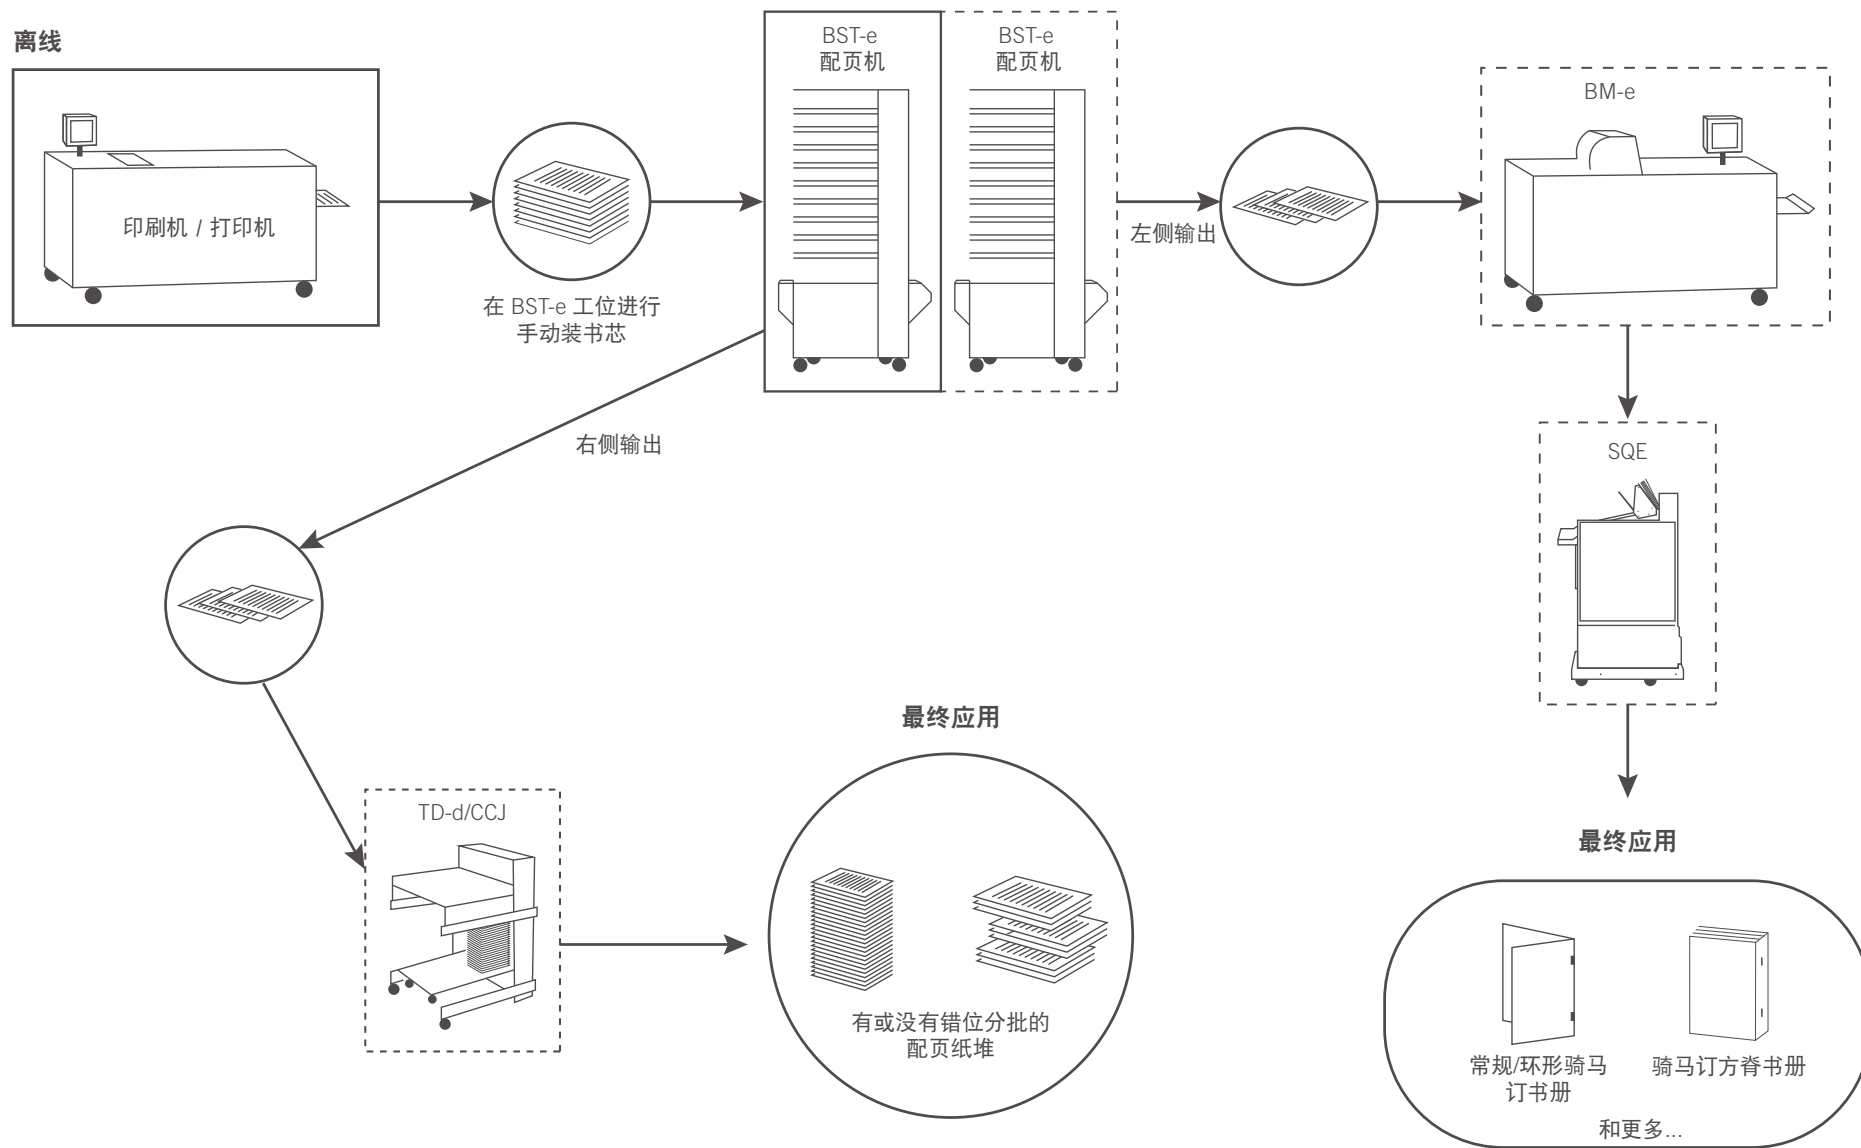 离线
印刷机 / 打印机
在 BST-e 工位进行
手动装书芯
BST-e
配页机
BST-e
配页机
左侧输出
BM-e
右侧输出
SQE
TD-d/CCJ
最终应用
有或没有错位分批的
配页纸堆
最终应用
常规/环形骑马
订书册
骑马订方脊书册
和更多...